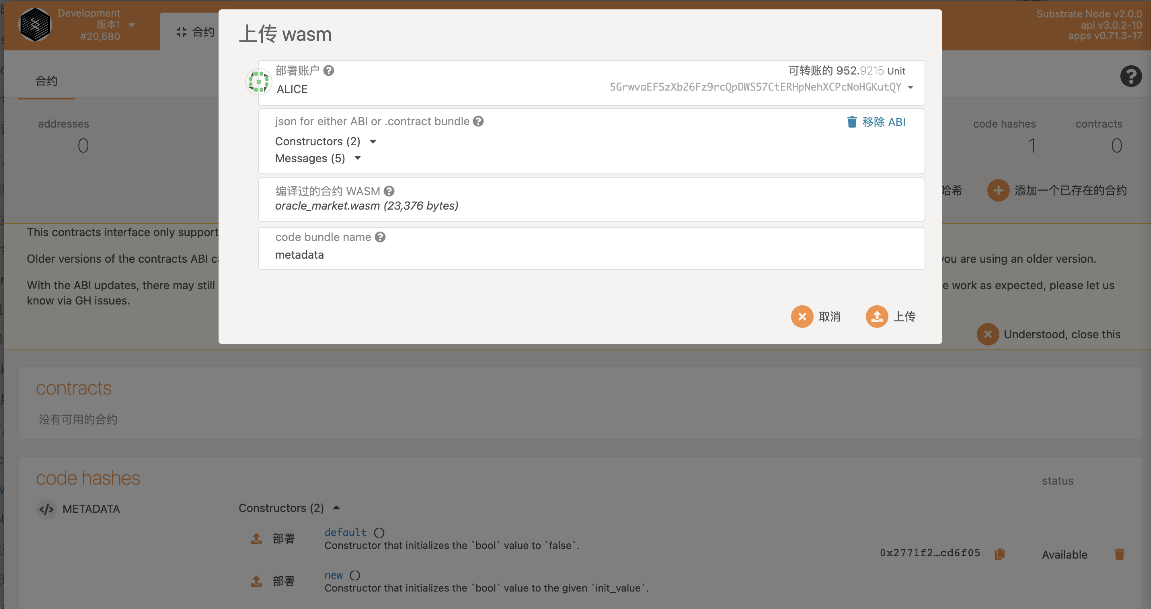 Development
版本1
#20,680
合约
Substrate Node v2.0.0
api v3.0.2-10
apps v0.71.3-17
上传 wasm
部署账户
ALICE
可转账的 952.9215 Unit
5GrwvaEF5zXb26Fz9rcQpDWS57CtERHpNehXCPcNoHGKutQY
json for either ABI or .contract bundle
移除 ABI
Constructors (2)
Messages (5)
编译过的合约 WASM
oracle_market.wasm (23,376 bytes)
code bundle name
metadata
取消
上传
合约
addresses
0
code hashes
1
contracts
0
哈希
添加一个已存在的合约
This contracts interface only support
Older versions of the contracts ABI c
you are using an older version.
With the ABI updates, there may still
e work as expected, please let us
know via GH issues.
Understood, close this
contracts
没有可用的合约
code hashes
status
METADATA
Constructors (2)
部署
default ()
Constructor that initializes the `bool` value to `false`.
0x2771f2…cd6f05
Available
部署
new ()
Constructor that initializes the `bool` value to the given `init_value`.